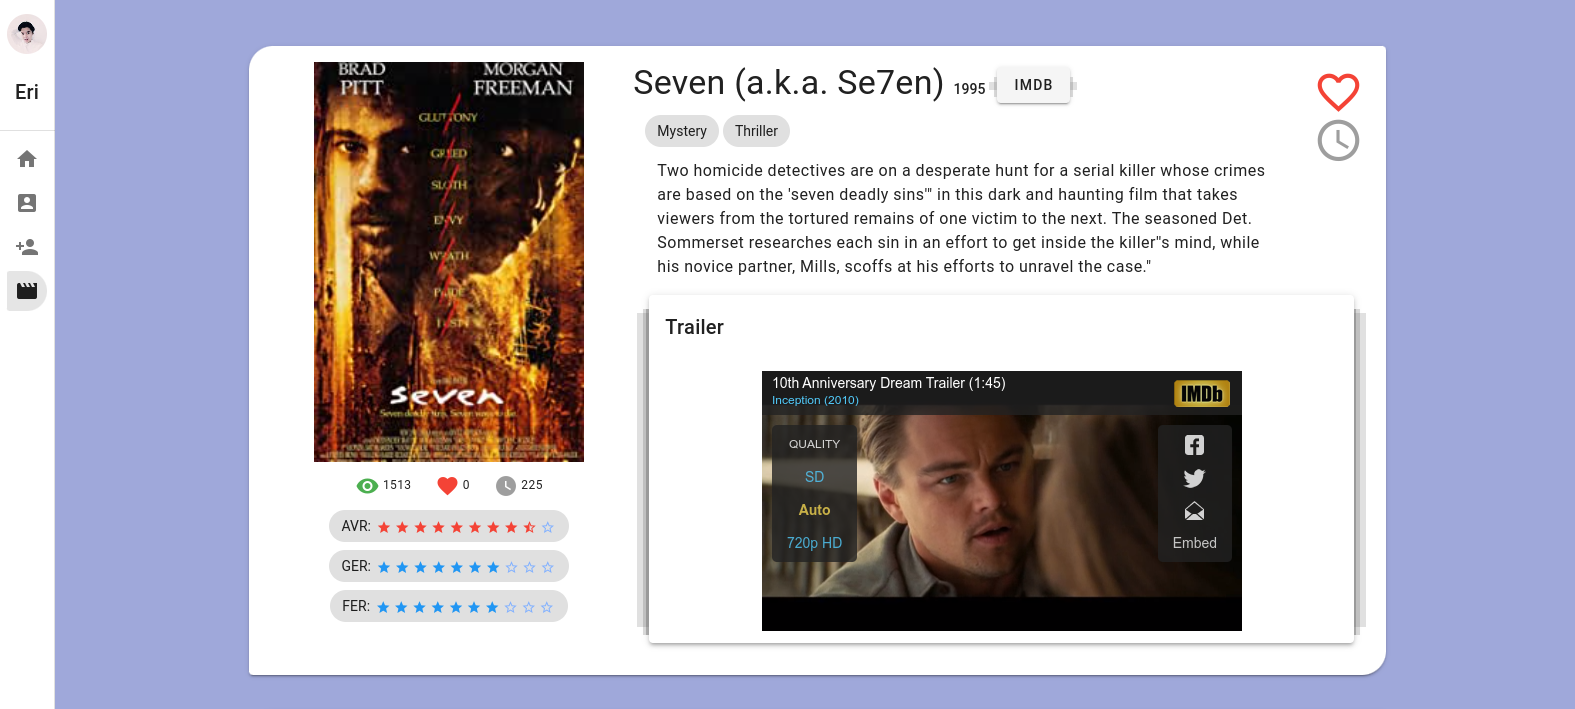 Eri
BRAD PITT
MORGAN FREEMAN
GLUTTONY
GREED
SLOTH
ENVY
WRATH
PRIDE
LUST
seven
Seven deadly sins. Seven ways to die.
1513
0
225
AVR:
GER:
FER:
Seven (a.k.a. Se7en) 1995 IMDB
Mystery Thriller
Two homicide detectives are on a desperate hunt for a serial killer whose crimes
are based on the 'seven deadly sins'" in this dark and haunting film that takes
viewers from the tortured remains of one victim to the next. The seasoned Det.
Sommerset researches each sin in an effort to get inside the killer"s mind, while
his novice partner, Mills, scoffs at his efforts to unravel the case."
Trailer
10th Anniversary Dream Trailer (1:45)
Inception (2010)
IMDb
QUALITY
SD
Auto
720p HD
Embed